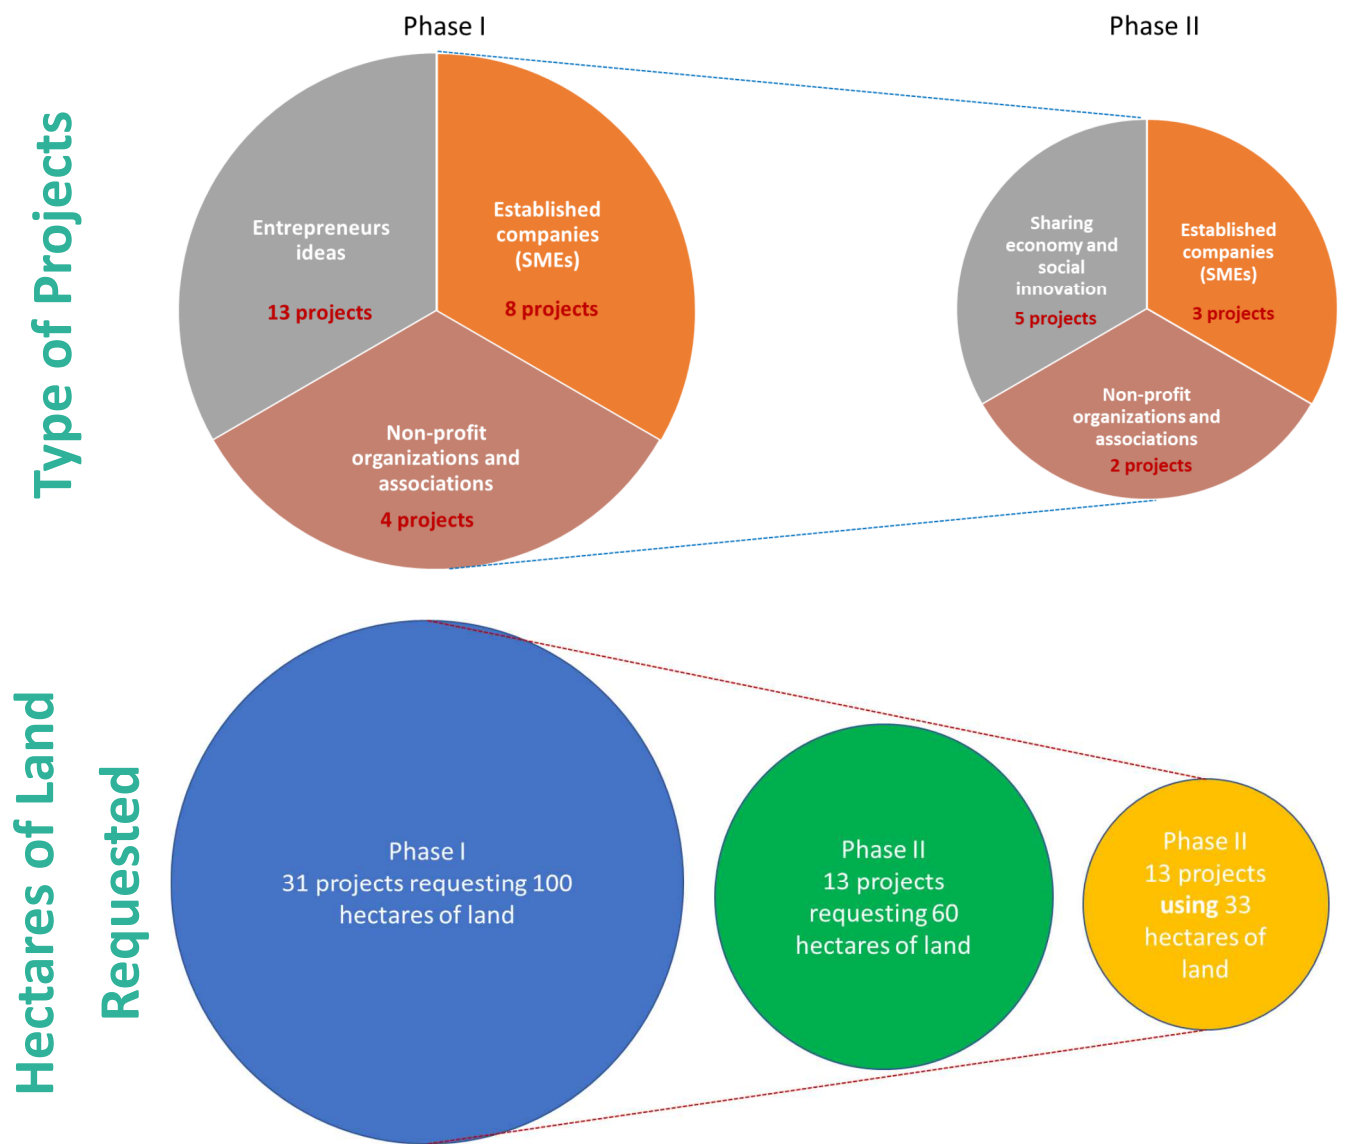 Phase I
Phase II
Type of Projects
Entrepreneurs
ideas
13 projects
Established
companies
(SMEs)
8 projects
Non-profit
organizations and
associations
4 projects
Sharing
economy and
social
innovation
5 projects
Established
companies
(SMEs)
3 projects
Non-profit
organizations and
associations
2 projects
Hectares of Land
Requested
Phase I
31 projects requesting 100
hectares of land
Phase II
13 projects
requesting 60
hectares of land
Phase II
13 projects
using 33
hectares of
land